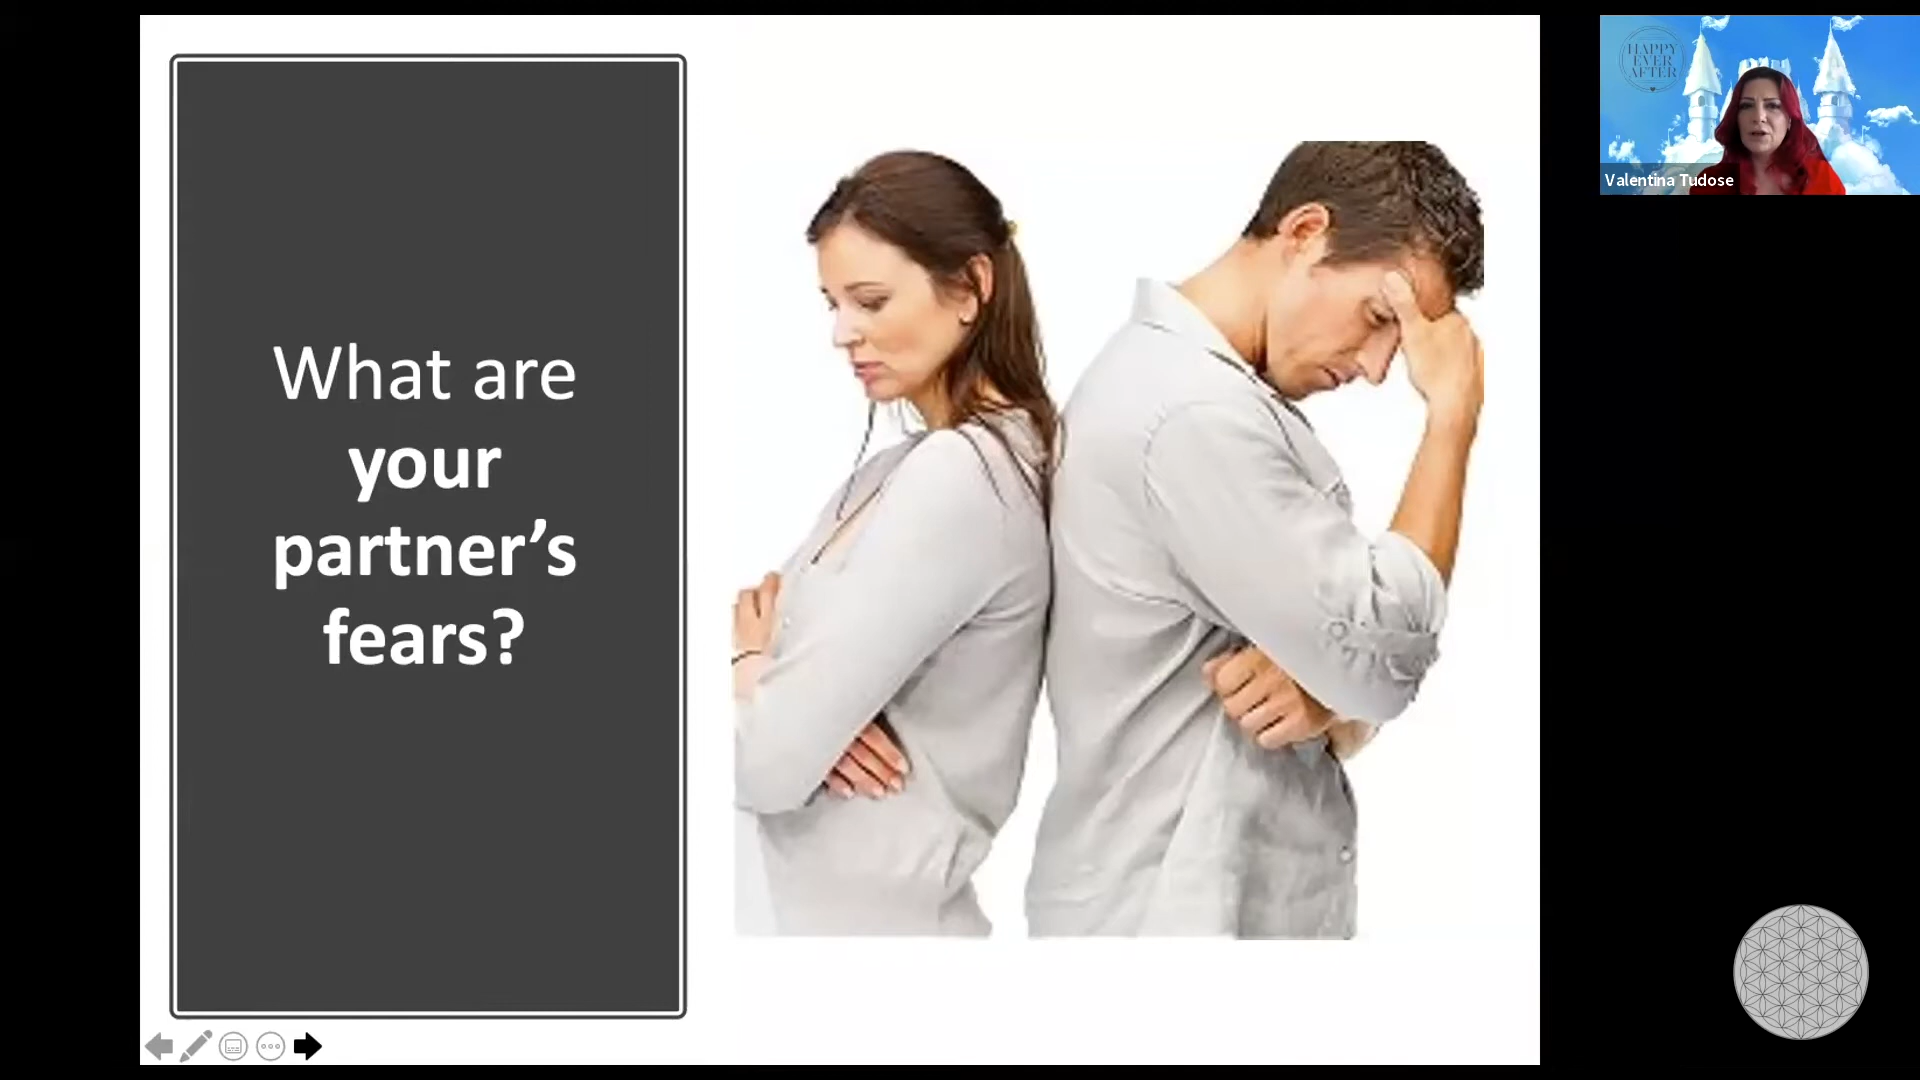 What are
your
partner’s
fears?
HAPPY
EVER
AFTER
Valentina Tudose